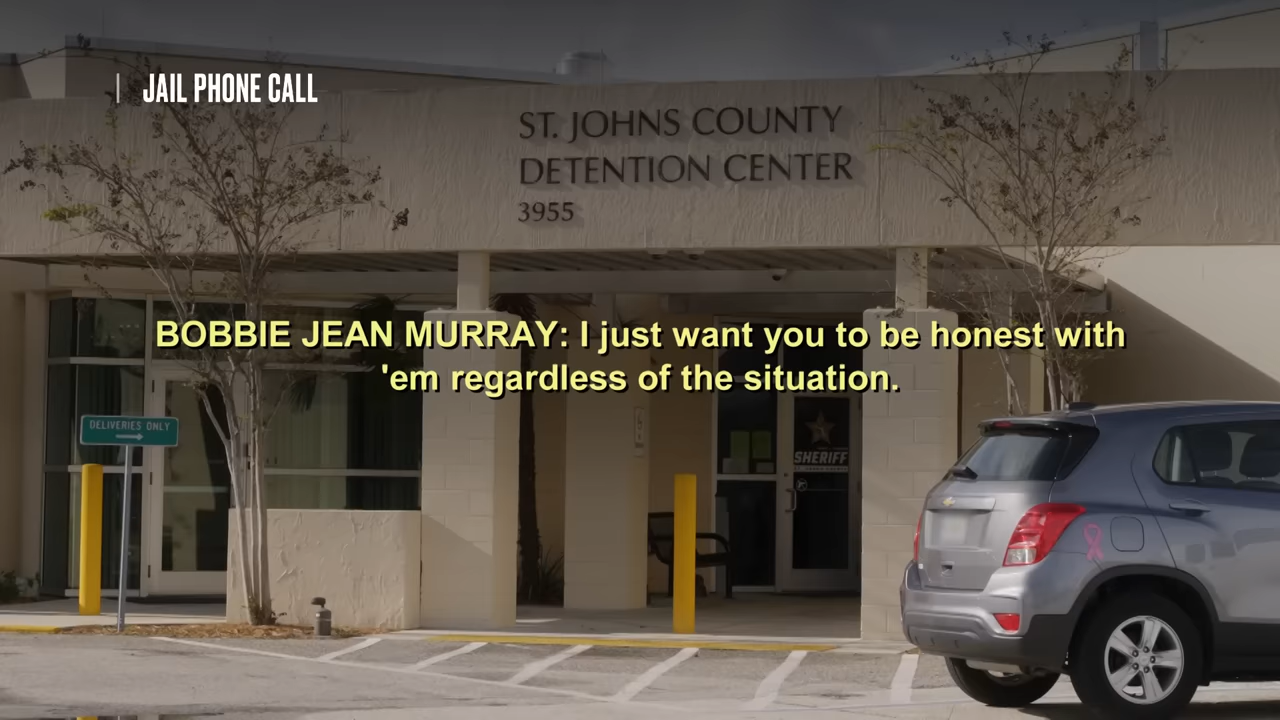 JAIL PHONE CALL
ST. JOHNS COUNTY
DETENTION CENTER
3955
BOBBIE JEAN MURRAY: I just want you to be honest with
'em regardless of the situation.
DELIVERIES ONLY
SHERIFF